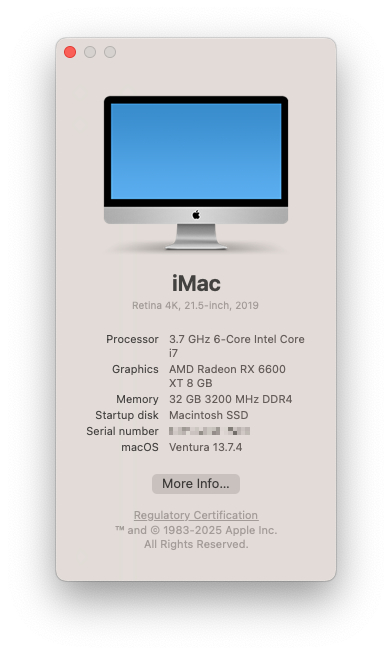 iMac
Retina 4K, 21.5-inch, 2019
Processor 3.7 GHz 6-Core Intel Core
i7
Graphics AMD Radeon RX 6600
XT 8 GB
Memory 32 GB 3200 MHz DDR4
Startup disk Macintosh SSD
Serial number
macOS Ventura 13.7.4
More Info...
Regulatory Certification
™ and © 1983-2025 Apple Inc.
All Rights Reserved.